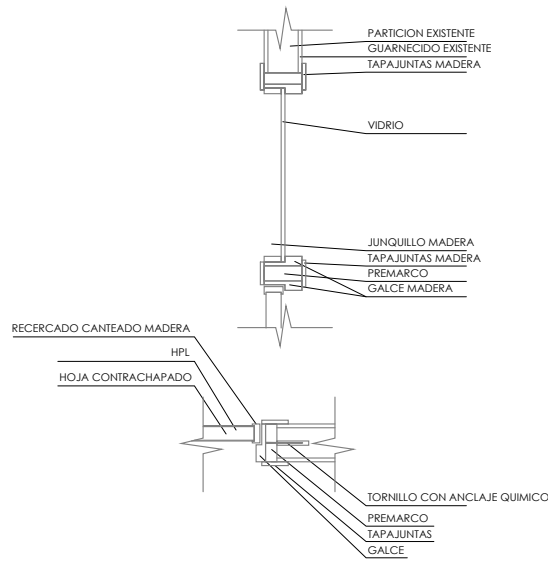 PARTICION EXISTENTE
GUARNECIDO EXISTENTE
TAPAJUNTAS MADERA
VIDRIO
JUNQUILLO MADERA
TAPAJUNTAS MADERA
PREMARCO
GALCE MADERA
RECERCADO CANTEADO MADERA
HPL
HOJA CONTRACHAPADO
TORNILLO CON ANCLAJE QUIMICO
PREMARCO
TAPAJUNTAS
GALCE